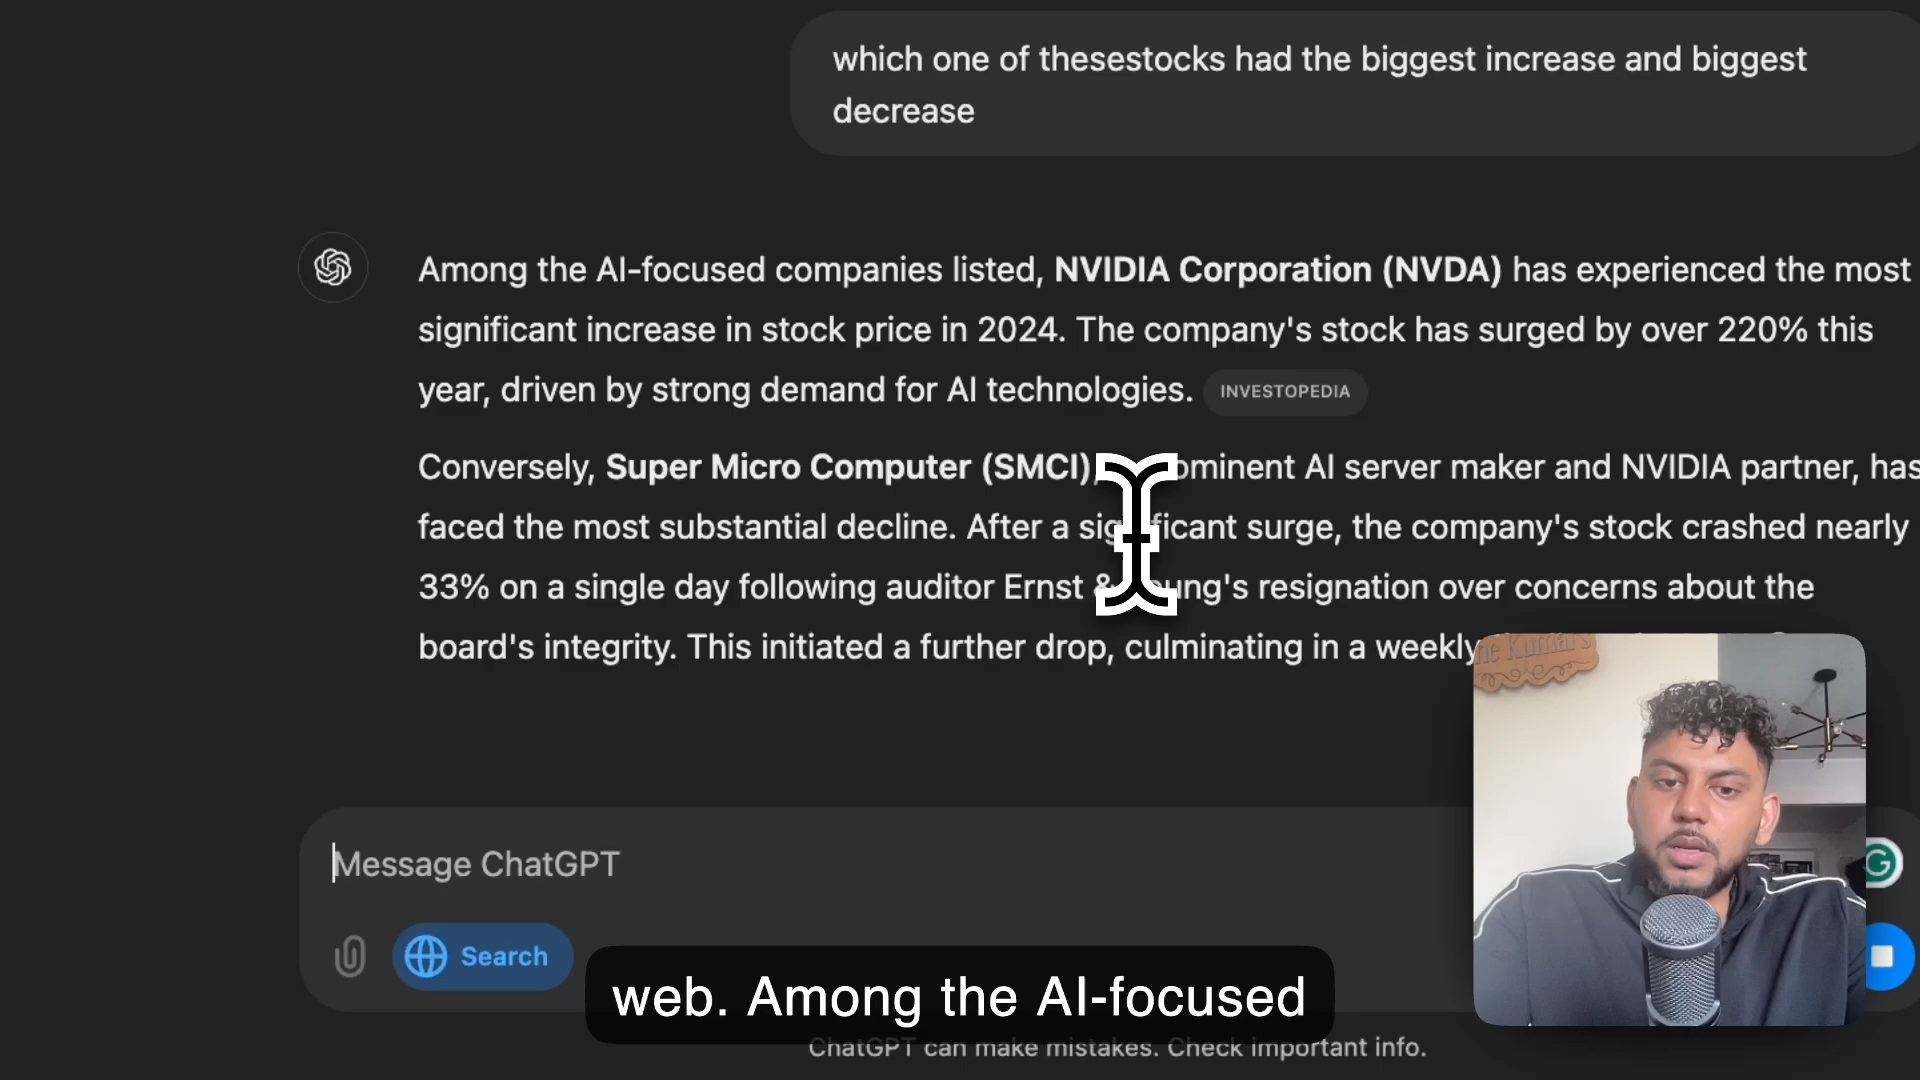 which one of thesestocks had the biggest increase and biggest
decrease
Among the AI-focused companies listed, NVIDIA Corporation (NVDA) has experienced the most
significant increase in stock price in 2024. The company's stock has surged by over 220% this
year, driven by strong demand for AI technologies. INVESTOPEDIA
Conversely, Super Micro Computer (SMCI), AI server maker and NVIDIA partner, has
faced the most substantial decline. After a surge, the company's stock crashed nearly
33% on a single day following auditor Ernst & resignation over concerns about the
board's integrity. This initiated a further drop, culminating in a weekly
The Kumar's
Message ChatGPT
Search
web. Among the AI-focused
ChatGPT can make mistakes. Check important info.